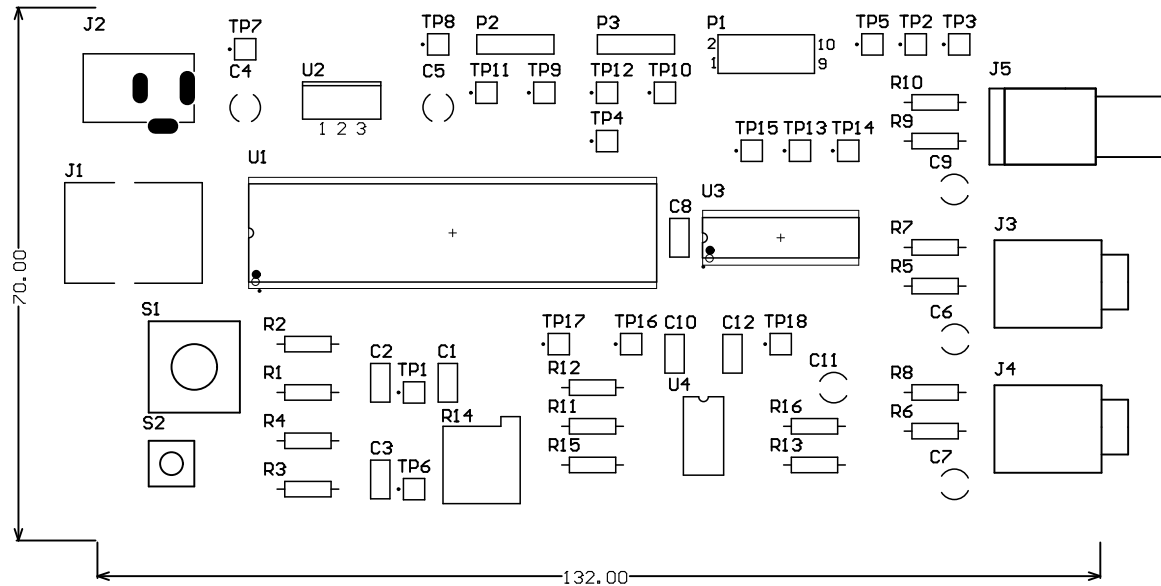 J2
TP7
TP8
P2
P3
P1
TP5
TP2
TP3
2
10
1
9
C4
U2
C5
TP11
TP9
TP12
TP10
J5
R10
1 2 3
TP4
R9
TP15
TP13
TP14
U1
C9
J1
U3
C8
J3
R7
R5
70.00
S1
R2
TP17
TP16
C10
C12
TP18
C6
R1
C2
TP1
C1
R12
U4
C11
R8
J4
S2
R4
R14
R11
R16
R6
R3
C3
TP6
R15
R13
C7
132.00